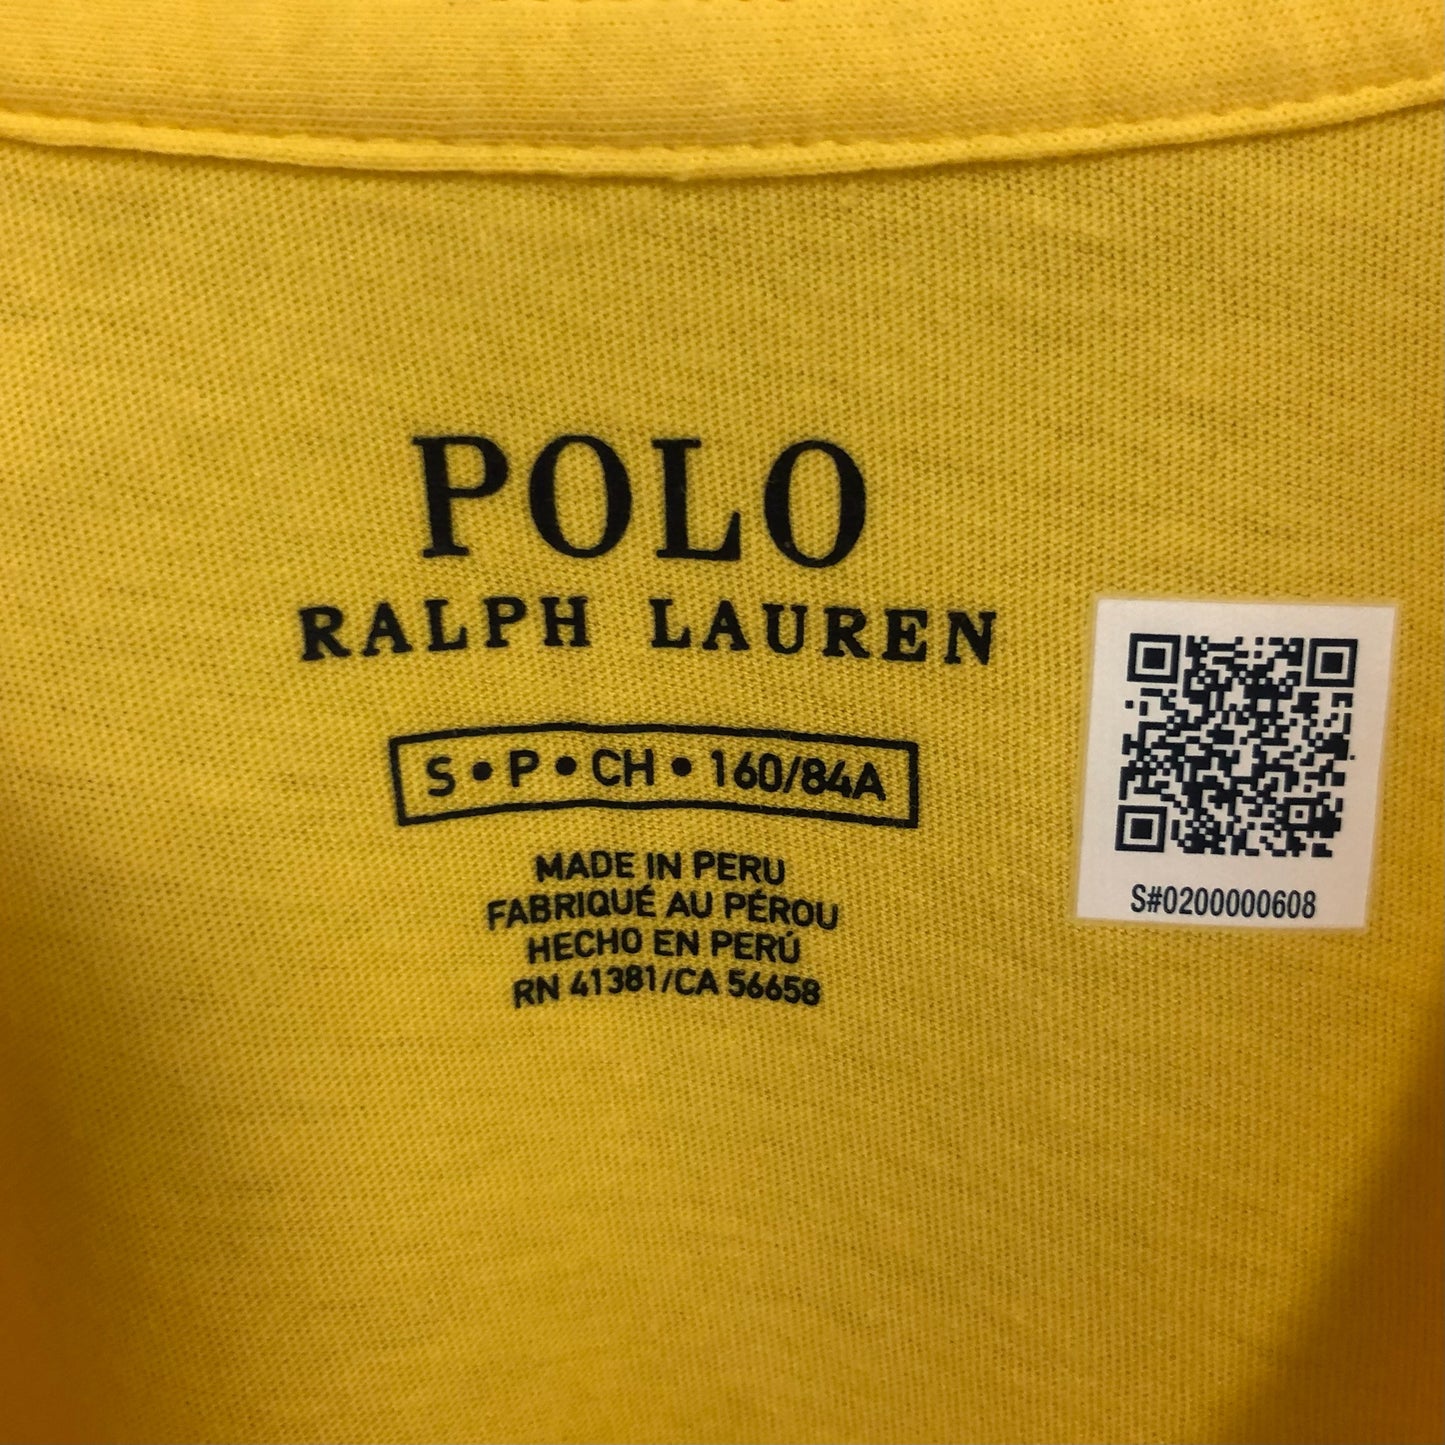 POLO
RALPH LAUREN
S • P • CH • 160/84A
MADE IN PERU
FABRIQUÉ AU PÉROU
HECHO EN PERÚ
RN 41381/CA 56658
S#0200000608